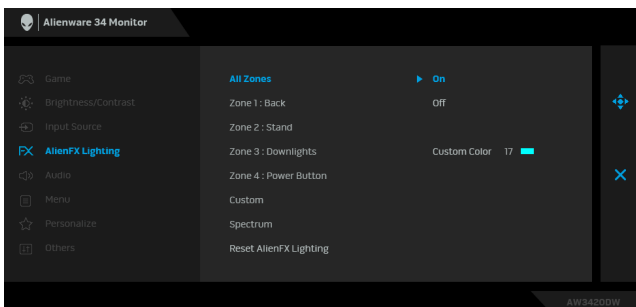 Alienware 34 Monitor
Game
All Zones On
Brightness/Contrast
Zone 1 : Back Off
Input Source
Zone 2 : Stand
FX AlienFX Lighting
Zone 3 : Downlights Custom Color 17
Audio
Zone 4 : Power Button
Menu
Custom
Personalize
Spectrum
Others
Reset AlienFX Lighting
AW3420DW